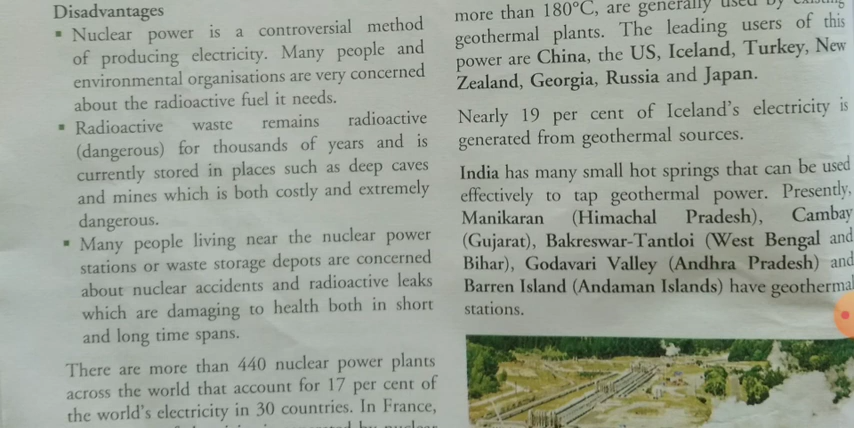 Disadvantages
▪ Nuclear power is a controversial method
of producing electricity. Many people and
environmental organisations are very concerned
about the radioactive fuel it needs.
▪ Radioactive waste remains radioactive
(dangerous) for thousands of years and is
currently stored in places such as deep caves
and mines which is both costly and extremely
dangerous.
▪ Many people living near the nuclear power
stations or waste storage depots are concerned
about nuclear accidents and radioactive leaks
which are damaging to health both in short
and long time spans.
There are more than 440 nuclear power plants
across the world that account for 17 per cent of
the world's electricity in 30 countries. In France,
more than 180°C, are generally used by existing
geothermal plants. The leading users of this
power are China, the US, Iceland, Turkey, New
Zealand, Georgia, Russia and Japan.
Nearly 19 per cent of Iceland's electricity is
generated from geothermal sources.
India has many small hot springs that can be used
effectively to tap geothermal power. Presently,
Manikaran (Himachal Pradesh), Cambay
(Gujarat), Bakreswar-Tantloi (West Bengal and
Bihar), Godavari Valley (Andhra Pradesh) and
Barren Island (Andaman Islands) have geothermal
stations.